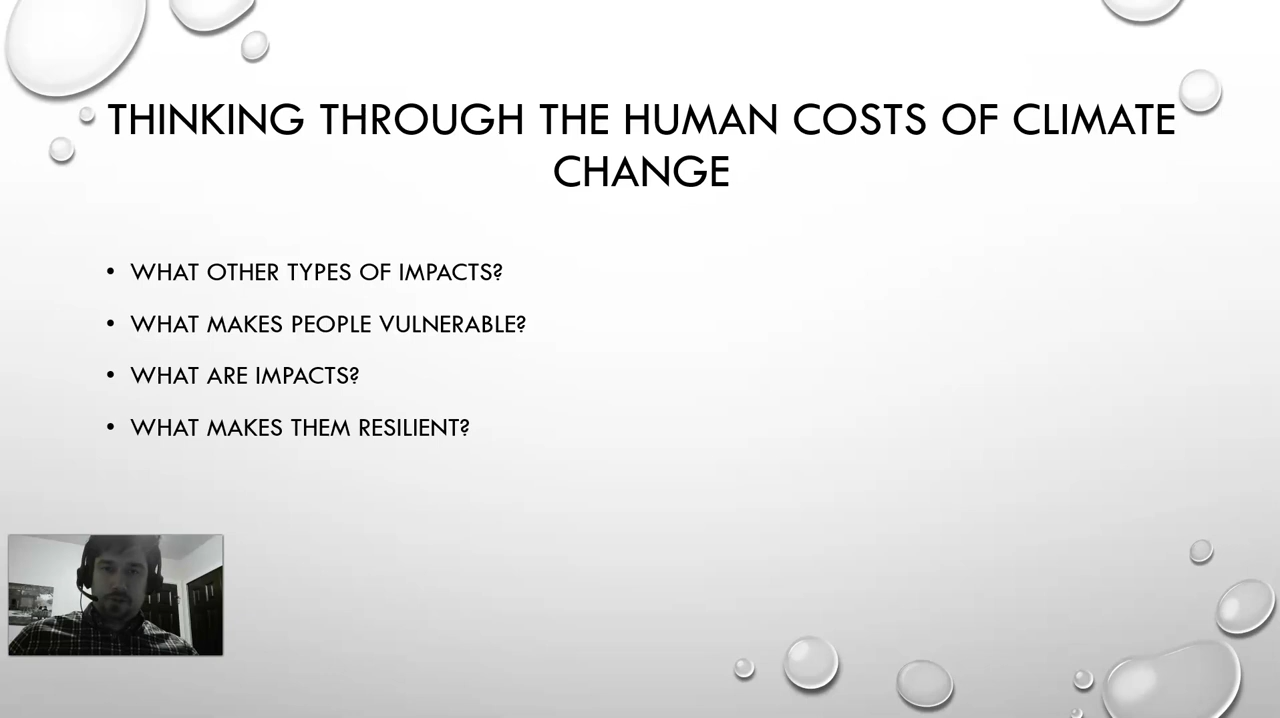 THINKING THROUGH THE HUMAN COSTS OF CLIMATE
CHANGE
• WHAT OTHER TYPES OF IMPACTS?
• WHAT MAKES PEOPLE VULNERABLE?
• WHAT ARE IMPACTS?
• WHAT MAKES THEM RESILIENT?